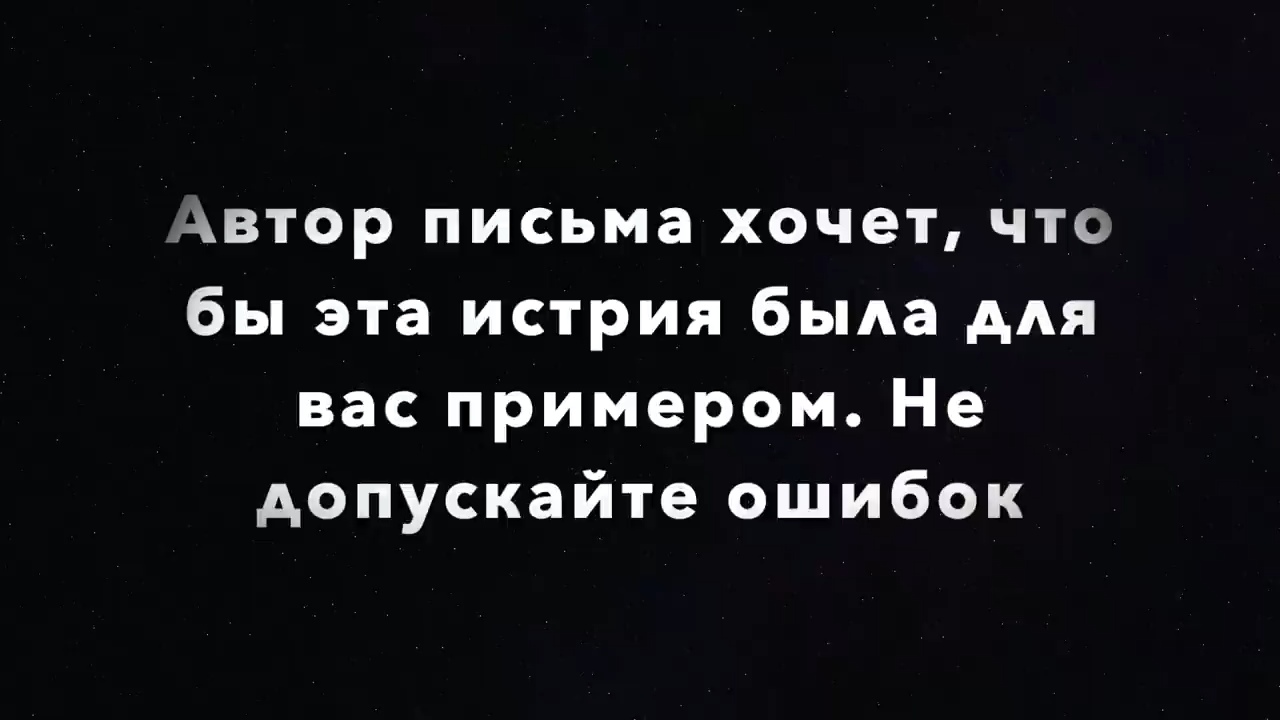 Автор письма хочет, что
бы эта истрия была для
вас примером. Не
допускайте ошибок